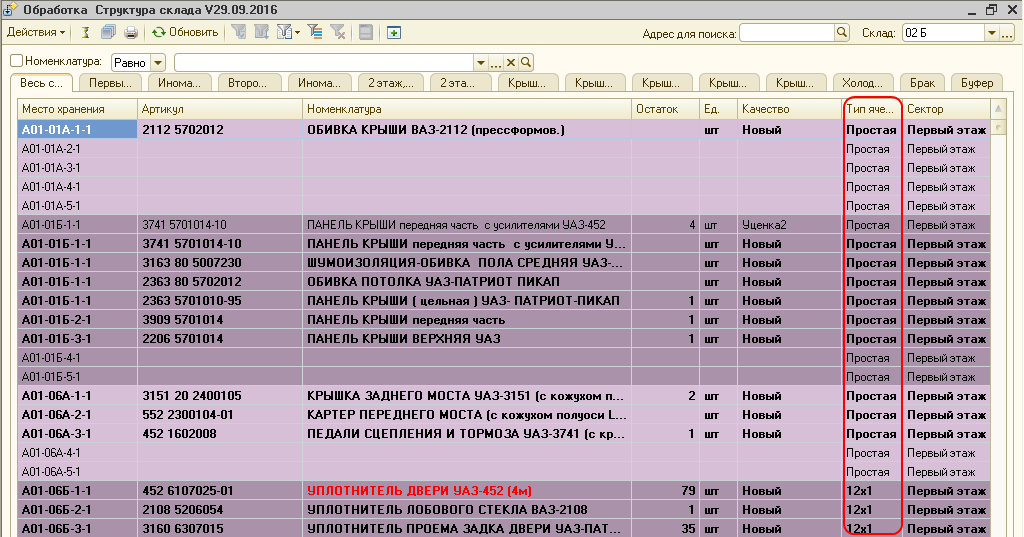 Обработка Структура склада V29.09.2016
Действия Обновить Адрес для поиска: Склад: 02 Б ...
Номенклатура: Равно ...
Весь с... Первы... Инома... Второ... Инома... 2 этаж,... 2 эта... Крыш... Крыш... Крыш... Крыш... Крыш... Холод... Брак Буфер
Место хранения Артикул Номенклатура Остаток Ед. Качество Тип яче... Сектор
А01-01А-1-1 2112 5702012 ОБИВКА КРЫШИ ВАЗ-2112 (прессформов.) шт Новый Простая Первый этаж
А01-01А-2-1 Простая Первый этаж
А01-01А-3-1 Простая Первый этаж
А01-01А-4-1 Простая Первый этаж
А01-01А-5-1 Простая Первый этаж
А01-01Б-1-1 3741 5701014-10 ПАНЕЛЬ КРЫШИ передняя часть с усилителями УАЗ-452 4 шт Уценка2 Простая Первый этаж
А01-01Б-1-1 3741 5701014-10 ПАНЕЛЬ КРЫШИ передняя часть с усилителями У... шт Новый Простая Первый этаж
А01-01Б-1-1 3163 80 5007230 ШУМОИЗОЛЯЦИЯ-ОБИВКА ПОЛА СРЕДНЯЯ УАЗ-... шт Новый Простая Первый этаж
А01-01Б-1-1 2363 80 5702012 ОБИВКА ПОТОЛКА УАЗ-ПАТРИОТ ПИКАП шт Новый Простая Первый этаж
А01-01Б-1-1 2363 5701010-95 ПАНЕЛЬ КРЫШИ ( цельная ) УАЗ- ПАТРИОТ-ПИКАП 1 шт Новый Простая Первый этаж
А01-01Б-2-1 3909 5701014 ПАНЕЛЬ КРЫШИ передняя часть 1 шт Новый Простая Первый этаж
А01-01Б-3-1 2206 5701014 ПАНЕЛЬ КРЫШИ ВЕРХНЯЯ УАЗ 1 шт Новый Простая Первый этаж
А01-01Б-4-1 Простая Первый этаж
А01-01Б-5-1 Простая Первый этаж
А01-06А-1-1 3151 20 2400105 КРЫШКА ЗАДНЕГО МОСТА УАЗ-3151 (с кожухом п... 2 шт Новый Простая Первый этаж
А01-06А-2-1 552 2300104-01 КАРТЕР ПЕРЕДНЕГО МОСТА (с кожухом полуоси L... шт Новый Простая Первый этаж
А01-06А-3-1 452 1602008 ПЕДАЛИ СЦЕПЛЕНИЯ И ТОРМОЗА УАЗ-3741 (с кр... 1 шт Новый Простая Первый этаж
А01-06А-4-1 Простая Первый этаж
А01-06А-5-1 Простая Первый этаж
А01-06Б-1-1 452 6107025-01 УПЛОТНИТЕЛЬ ДВЕРИ УАЗ-452 (4м) 79 шт Новый 12х1 Первый этаж
А01-06Б-2-1 2108 5206054 УПЛОТНИТЕЛЬ ЛОБОВОГО СТЕКЛА ВАЗ-2108 1 шт Новый 12х1 Первый этаж
А01-06Б-3-1 3160 6307015 УПЛОТНИТЕЛЬ ПРОЕМА ЗАДКА ДВЕРИ УАЗ-ПАТ... 35 шт Новый 12х1 Первый этаж